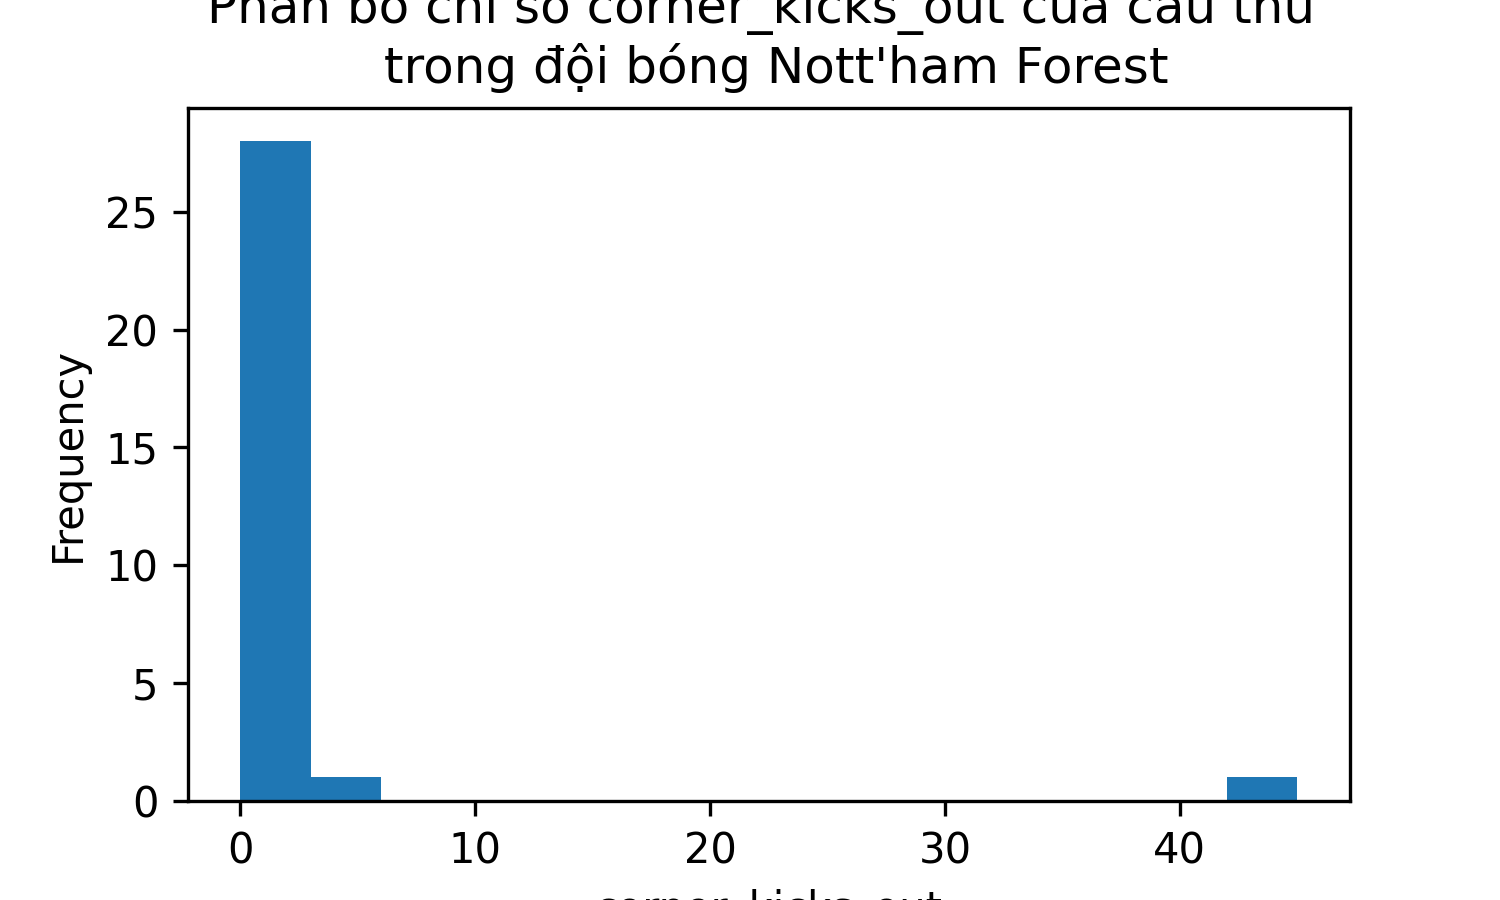 Phân bố chỉ số corner_kicks_out của cầu thủ
trong đội bóng Nott'ham Forest
Frequency
25
20
15
10
5
0
0 10 20 30 40
corner_kicks_out